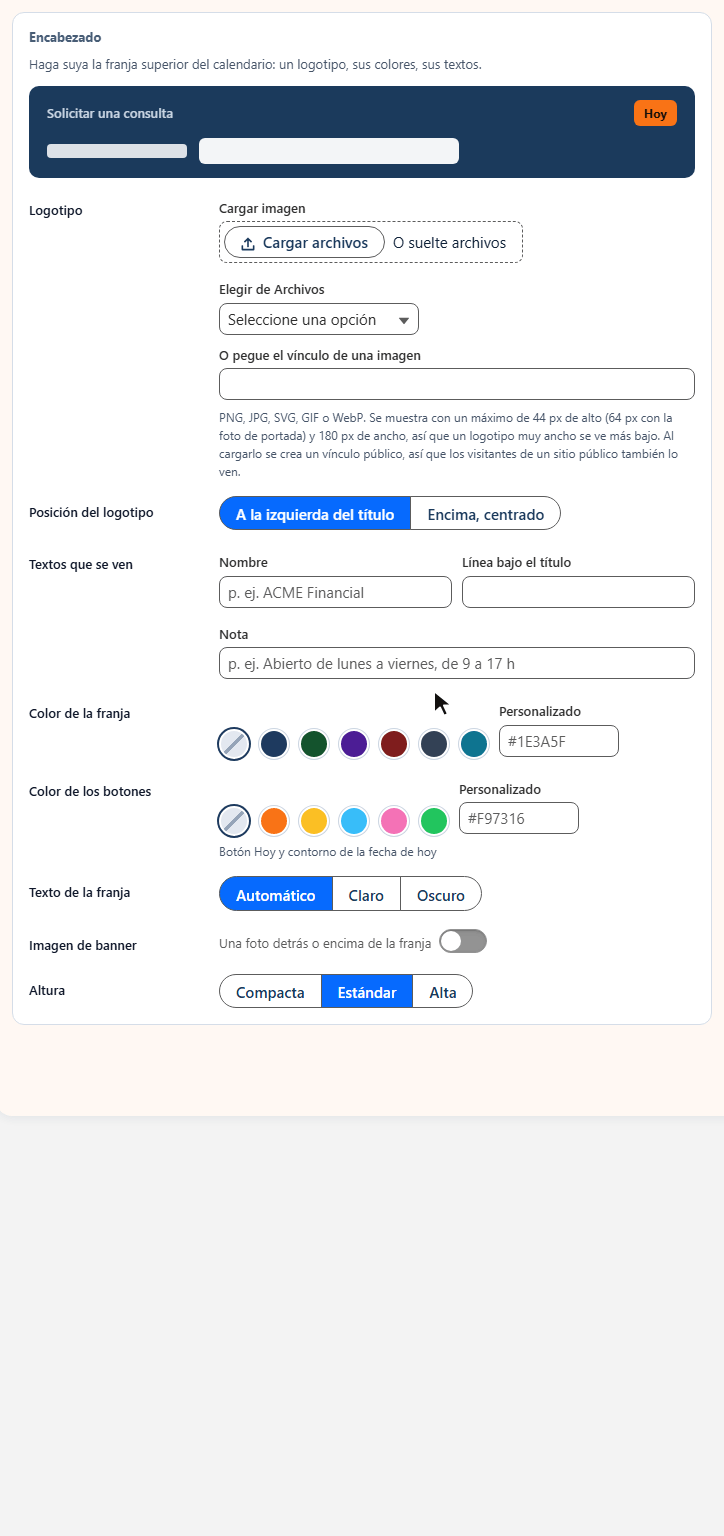 Encabezado
Haga suya la franja superior del calendario: un logotipo, sus colores, sus textos.
Solicitar una consulta
Hoy
Logotipo
Cargar imagen
Cargar archivos
O suelte archivos
Elegir de Archivos
Seleccione una opción
O pegue el vínculo de una imagen
PNG, JPG, SVG, GIF o WebP. Se muestra con un máximo de 44 px de alto (64 px con la
foto de portada) y 180 px de ancho, así que un logotipo muy ancho se ve más bajo. Al
cargarlo se crea un vínculo público, así que los visitantes de un sitio público también lo
ven.
Posición del logotipo
A la izquierda del título
Encima, centrado
Textos que se ven
Nombre
Línea bajo el título
p. ej. ACME Financial
Nota
p. ej. Abierto de lunes a viernes, de 9 a 17 h
Color de la franja
Personalizado
#1E3A5F
Color de los botones
Personalizado
#F97316
Botón Hoy y contorno de la fecha de hoy
Texto de la franja
Automático
Claro
Oscuro
Imagen de banner
Una foto detrás o encima de la franja
Altura
Compacta
Estándar
Alta